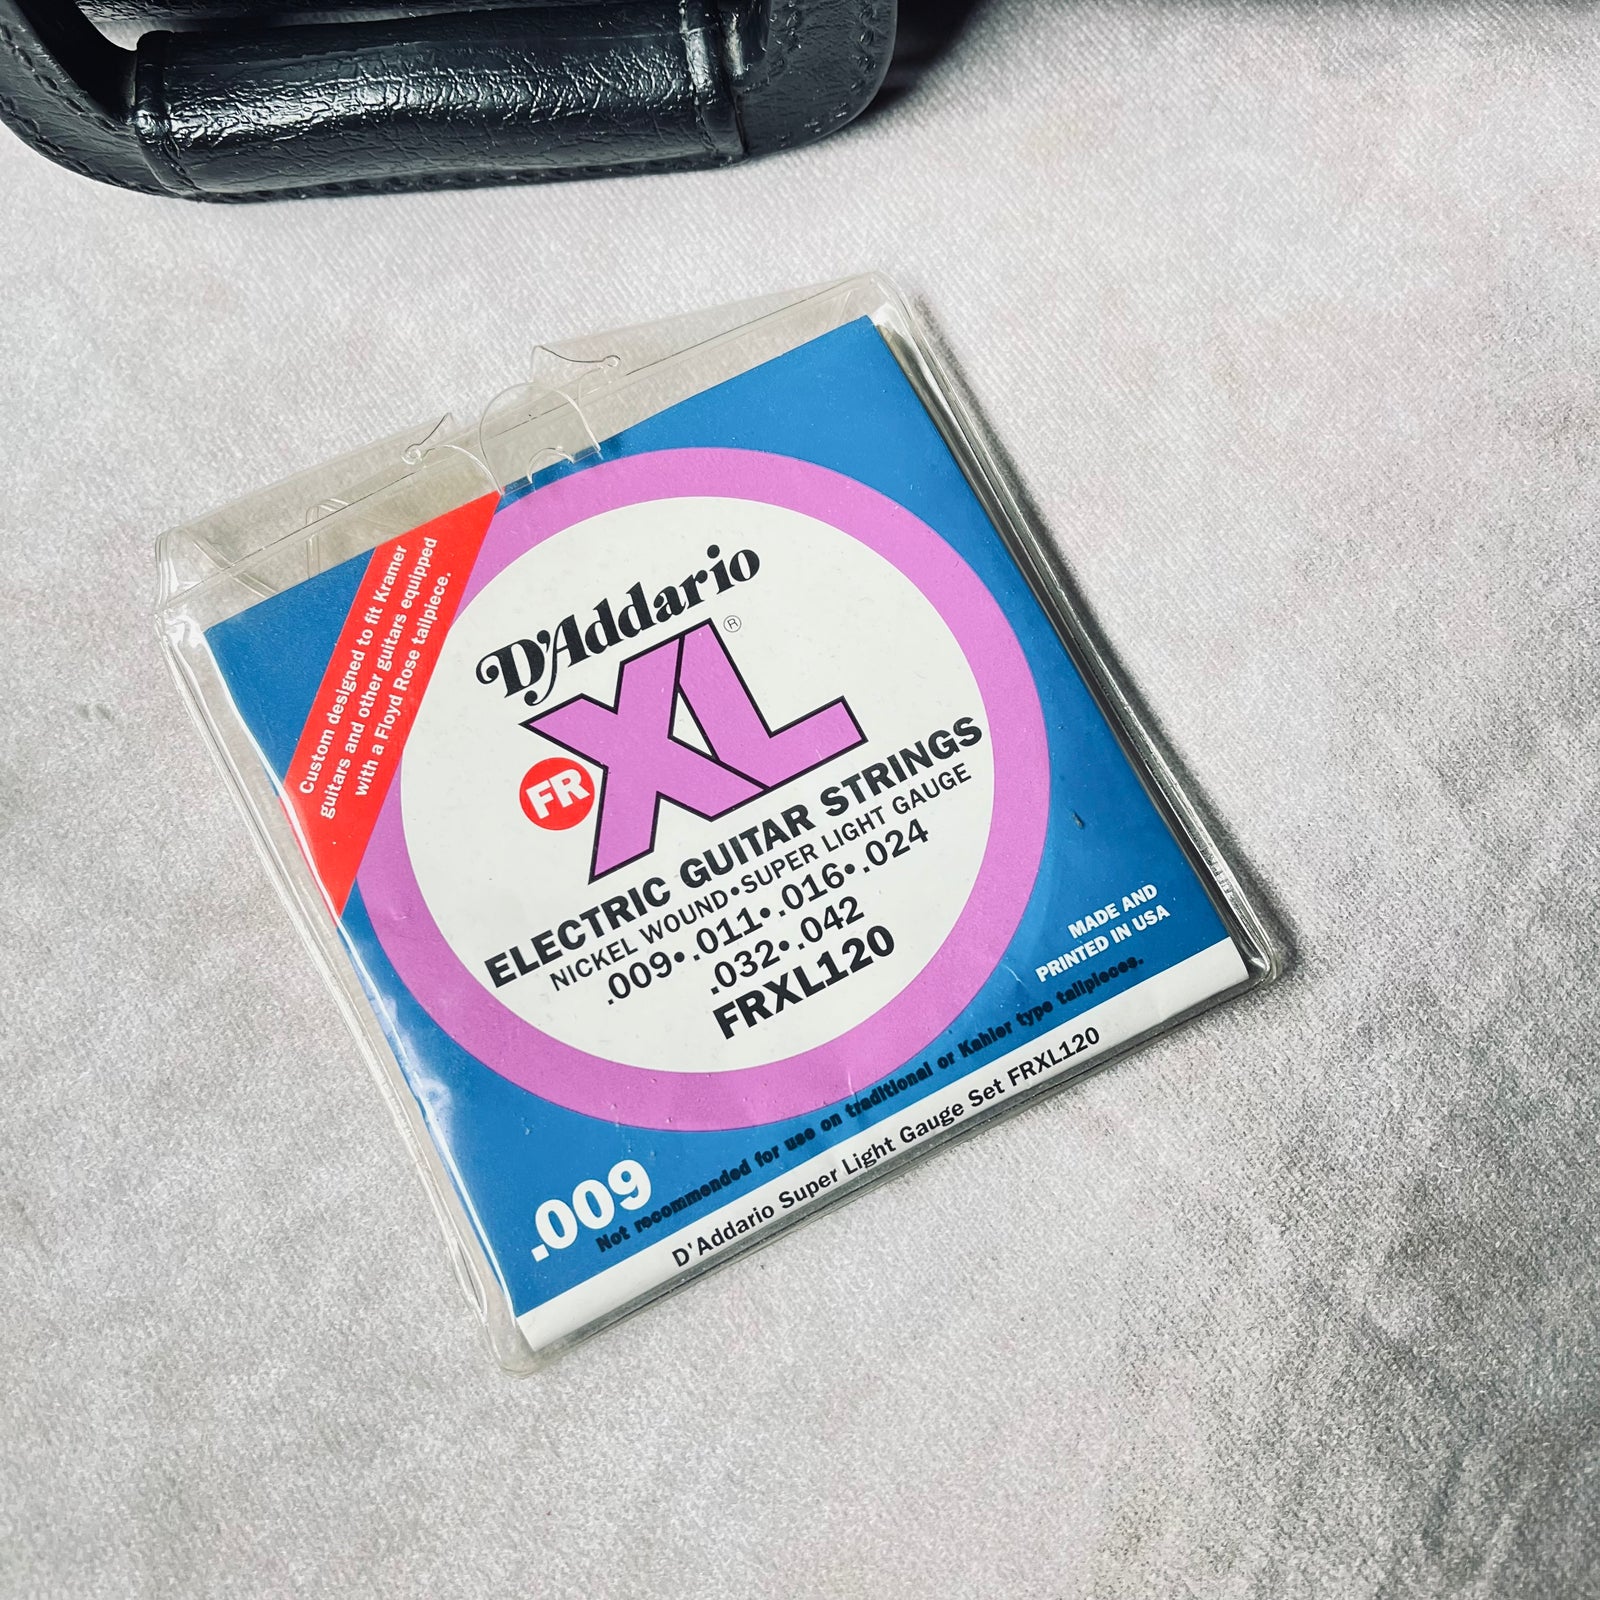 Custom designed to fit Kramer
guitars and other guitars equipped
with a Floyd Rose tailpiece.
D'Addario
XL®
FR
ELECTRIC GUITAR STRINGS
NICKEL WOUND•SUPER LIGHT GAUGE
.009•.011•.016•.024
.032•.042
FRXL120
MADE AND
PRINTED IN USA
.009
Not recommended for use on traditional or Kahler type tailpieces.
D'Addario Super Light Gauge Set FRXL120